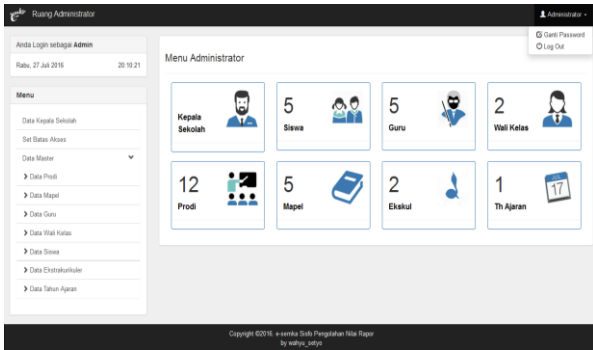 Ruang Administrator
Administrator
Ganti Password
Log Out
Anda Login sebagai Admin
Rabu, 27 Juli 2016 20:10:21
Menu
Data Kepala Sekolah
Set Batas Akses
Data Master
Data Prodi
Data Mapel
Data Guru
Data Wali Kelas
Data Siswa
Data Ekstrakurikuler
Data Tahun Ajaran
Menu Administrator
Kepala
Sekolah
5
Siswa
5
Guru
2
Wali Kelas
12
Prodi
5
Mapel
2
Ekskul
1
Th Ajaran
17
Copyright ©2016. e-semka Sisfo Pengolahan Nilai Rapor
by wahyu_setyo